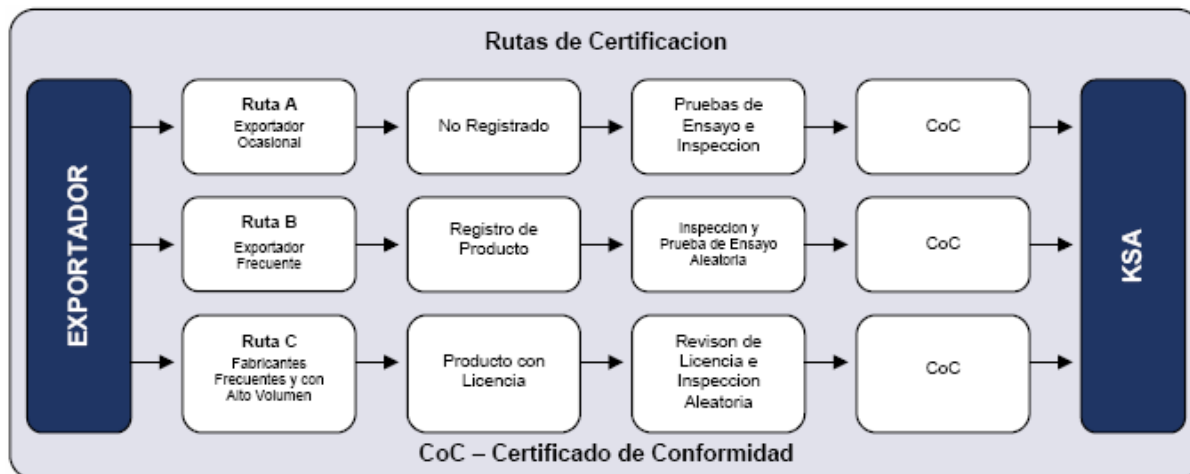 Rutas de Certificacion
EXPORTADOR
Ruta A
Exportador
Ocasional
No Registrado
Pruebas de
Ensayo e
Inspeccion
CoC
Ruta B
Exportador
Frecuente
Registro de
Producto
Inspeccion y
Prueba de Ensayo
Aleatoria
CoC
Ruta C
Fabricantes
Frecuentes y con
Alto Volumen
Producto con
Licencia
Revison de
Licencia e
Inspeccion
Aleatoria
CoC
KSA
CoC – Certificado de Conformidad